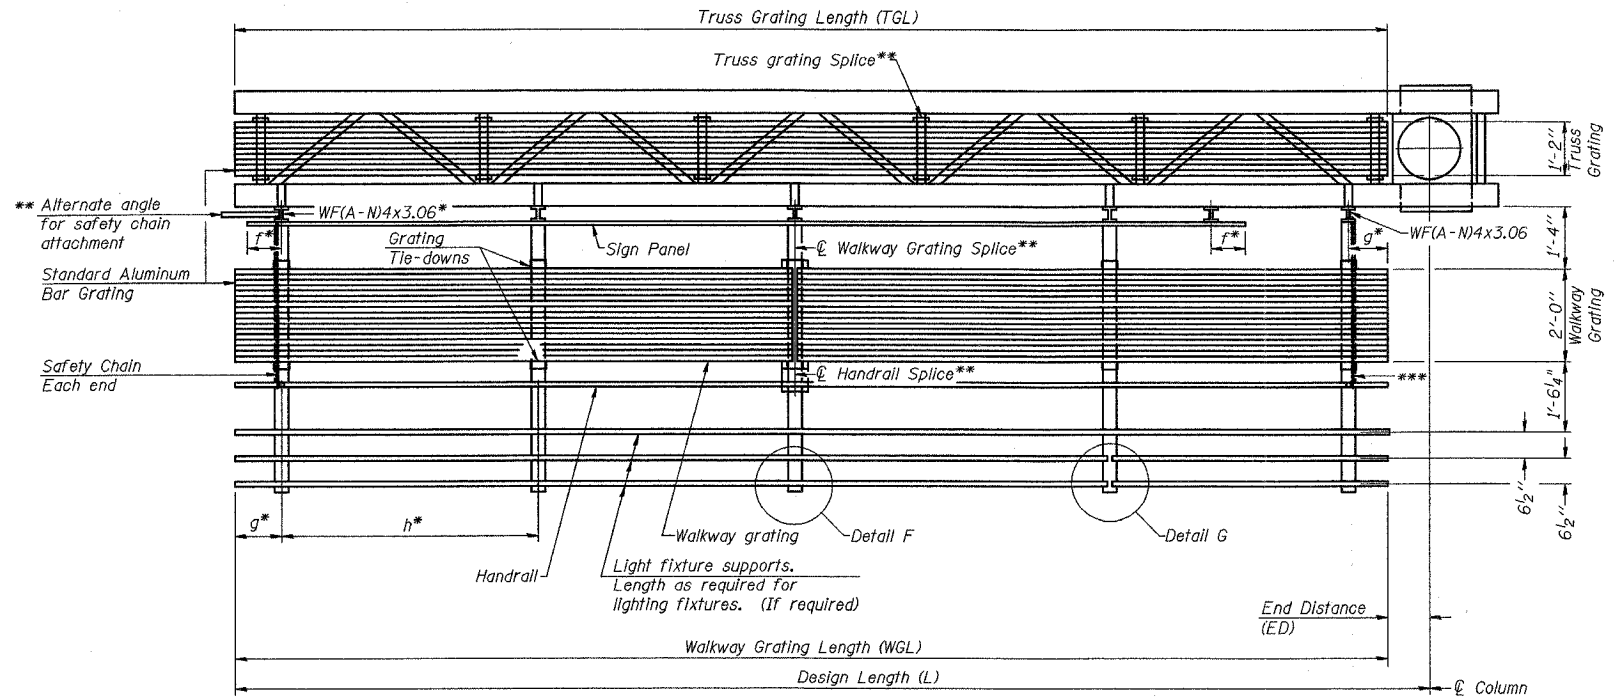 Truss Grating Length (TGL)
Truss grating Splice**
1'-2"
Truss
Grating
** Alternate angle
for safety chain
attachment
WF(A-N)4x3.06*
f*
Grating
Tie-downs
Sign Panel
℄ Walkway Grating Splice**
f*
g*
WF(A-N)4x3.06
1'-4"
Standard Aluminum
Bar Grating
2'-0"
Walkway
Grating
Safety Chain
Each end
℄ Handrail Splice**
***
1'-6¼"
6½"
6½"
g*
h*
Walkway grating
Detail F
Detail G
Handrail
Light fixture supports.
Length as required for
lighting fixtures. (If required)
End Distance
(ED)
Walkway Grating Length (WGL)
Design Length (L)
℄ Column